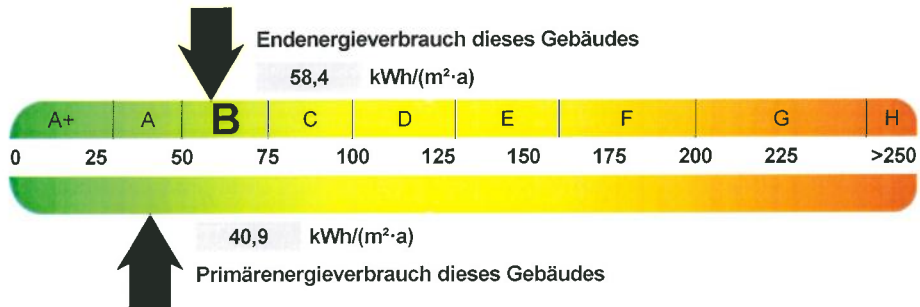 Endenergieverbrauch dieses Gebäudes
58,4 kWh/(m²·a)
A+ A B C D E F G H
0 25 50 75 100 125 150 175 200 225 >250
40,9 kWh/(m²·a)
Primärenergieverbrauch dieses Gebäudes